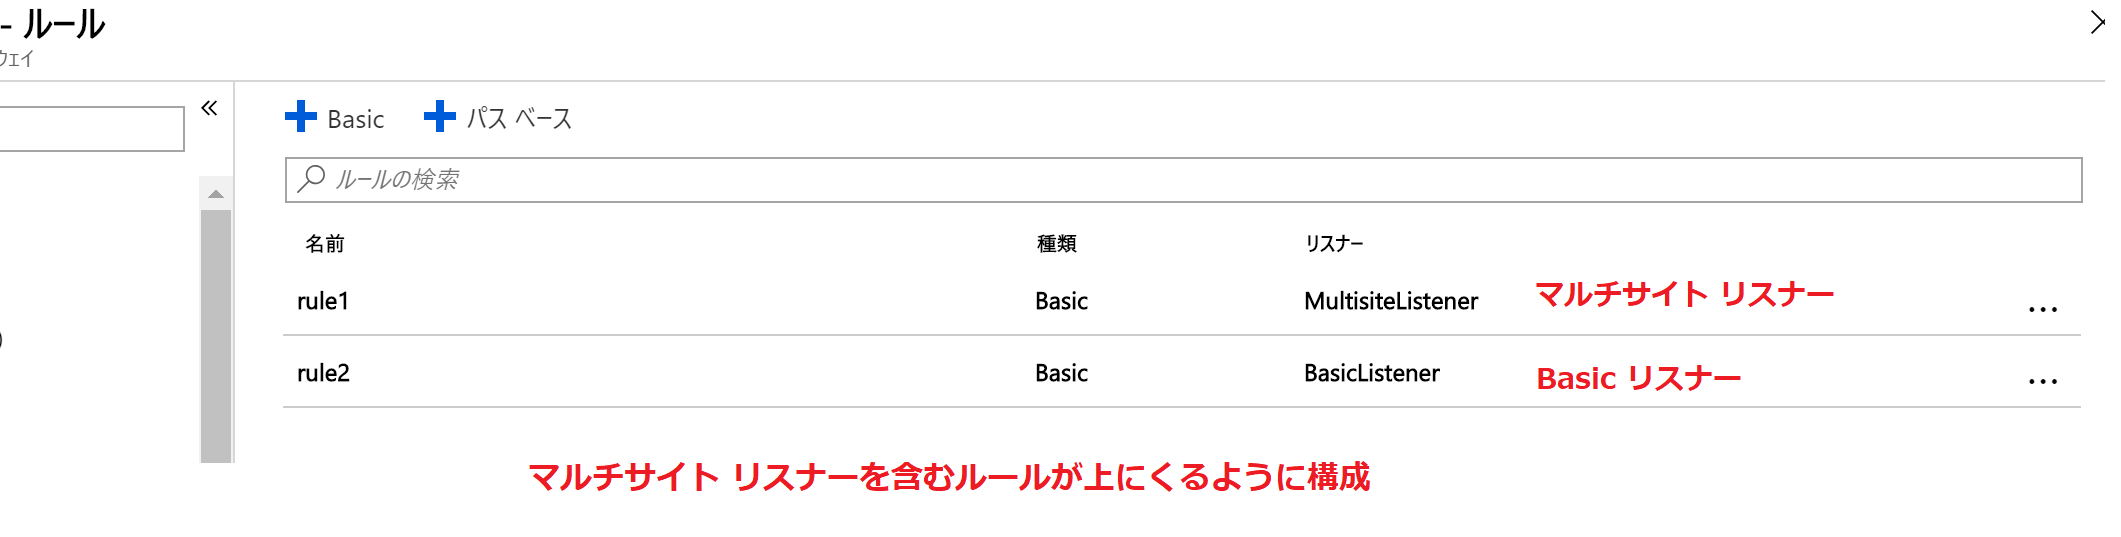 - ルール
ウェイ
«
Basic
パス ベース
ルールの検索
名前 種類 リスナー
rule1 Basic MultisiteListener マルチサイト リスナー ...
rule2 Basic BasicListener Basic リスナー ...
)
マルチサイト リスナーを含むルールが上にくるように構成